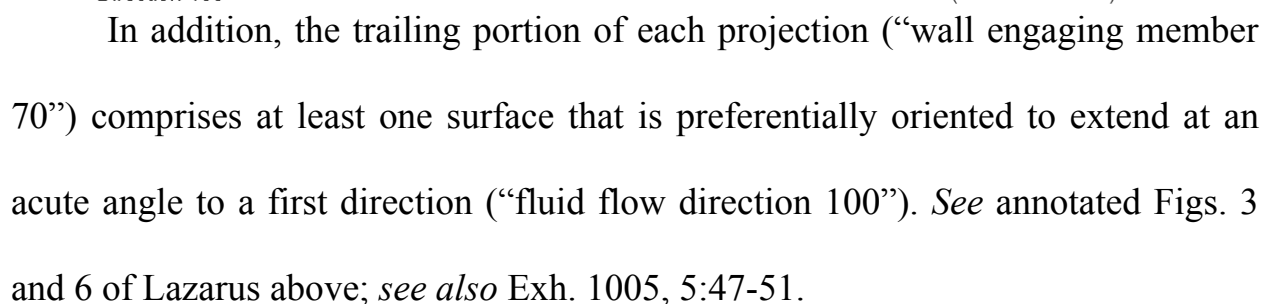 In addition, the trailing portion of each projection (“wall engaging member
70”) comprises at least one surface that is preferentially oriented to extend at an
acute angle to a first direction (“fluid flow direction 100”). See annotated Figs. 3
and 6 of Lazarus above; see also Exh. 1005, 5:47-51.